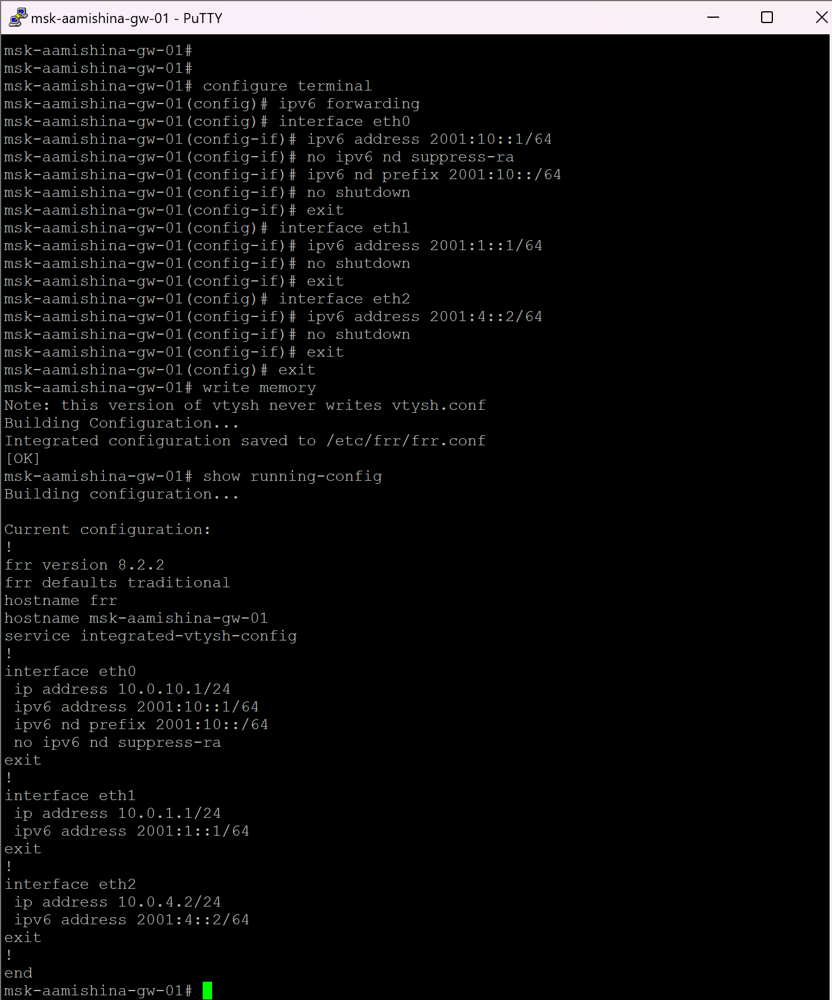 msk-aamishina-gw-01 - PuTTY
msk-aamishina-gw-01#
msk-aamishina-gw-01#
msk-aamishina-gw-01# configure terminal
msk-aamishina-gw-01(config)# ipv6 forwarding
msk-aamishina-gw-01(config)# interface eth0
msk-aamishina-gw-01(config-if)# ipv6 address 2001:10::1/64
msk-aamishina-gw-01(config-if)# no ipv6 nd suppress-ra
msk-aamishina-gw-01(config-if)# ipv6 nd prefix 2001:10::/64
msk-aamishina-gw-01(config-if)# no shutdown
msk-aamishina-gw-01(config-if)# exit
msk-aamishina-gw-01(config)# interface eth1
msk-aamishina-gw-01(config-if)# ipv6 address 2001:1::1/64
msk-aamishina-gw-01(config-if)# no shutdown
msk-aamishina-gw-01(config-if)# exit
msk-aamishina-gw-01(config)# interface eth2
msk-aamishina-gw-01(config-if)# ipv6 address 2001:4::2/64
msk-aamishina-gw-01(config-if)# no shutdown
msk-aamishina-gw-01(config-if)# exit
msk-aamishina-gw-01(config)# exit
msk-aamishina-gw-01# write memory
Note: this version of vtysh never writes vtysh.conf
Building Configuration...
Integrated configuration saved to /etc/frr/frr.conf
[OK]
msk-aamishina-gw-01# show running-config
Building configuration...

Current configuration:
!
frr version 8.2.2
frr defaults traditional
hostname frr
hostname msk-aamishina-gw-01
service integrated-vtysh-config
!
interface eth0
 ip address 10.0.10.1/24
 ipv6 address 2001:10::1/64
 ipv6 nd prefix 2001:10::/64
 no ipv6 nd suppress-ra
exit
!
interface eth1
 ip address 10.0.1.1/24
 ipv6 address 2001:1::1/64
exit
!
interface eth2
 ip address 10.0.4.2/24
 ipv6 address 2001:4::2/64
exit
!
end
msk-aamishina-gw-01#